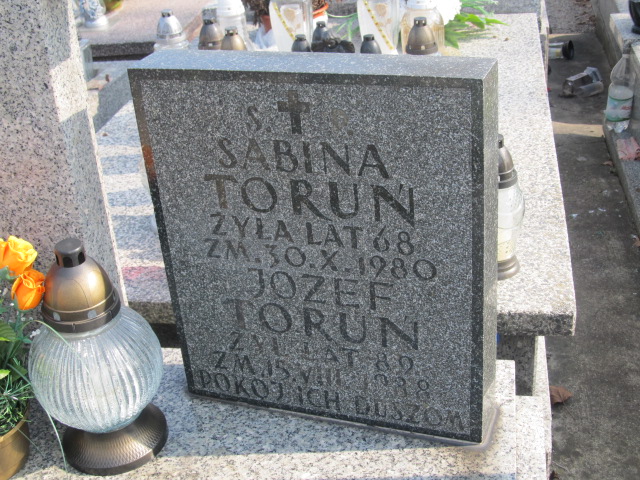 Ś. †
SABINA
TORUŃ
ŻYŁA LAT 68
ZM. 30.X.1980
JÓZEF
TORUŃ
ŻYŁ LAT 89
ZM. 15.VIII.1988
POKÓJ ICH DUSZOM